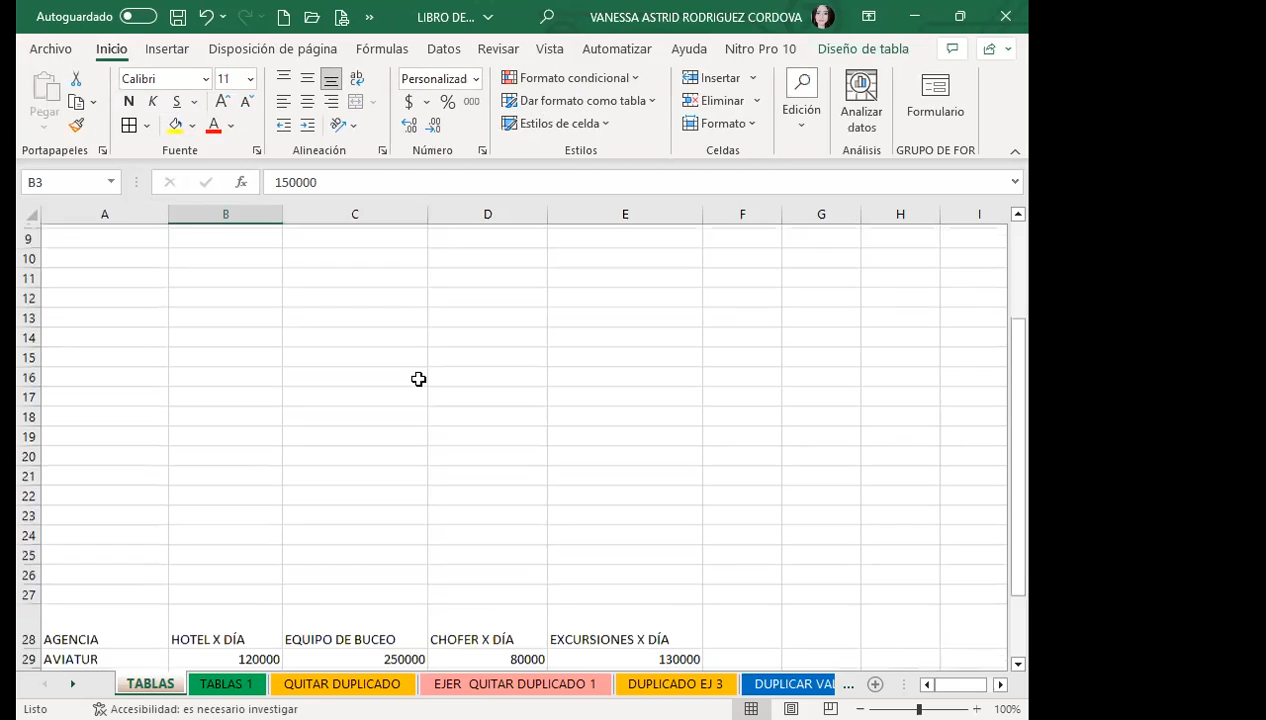 Autoguardado LIBRO DE... VANESSA ASTRID RODRIGUEZ CORDOVA
Archivo Inicio Insertar Disposición de página Fórmulas Datos Revisar Vista Automatizar Ayuda Nitro Pro 10 Diseño de tabla
Pegar Calibri 11 Personalizad Formato condicional Insertar Edición Analizar datos Formulario
N K S $ % 000 Dar formato como tabla Eliminar
A Estilos de celda Formato
Portapapeles Fuente Alineación Número Estilos Celdas Análisis GRUPO DE FOR
B3 fx 150000
A B C D E F G H I
9
10
11
12
13
14
15
16
17
18
19
20
21
22
23
24
25
26
27
28 AGENCIA HOTEL X DÍA EQUIPO DE BUCEO CHOFER X DÍA EXCURSIONES X DÍA
29 AVIATUR 120000 250000 80000 130000
TABLAS TABLAS 1 QUITAR DUPLICADO EJER QUITAR DUPLICADO 1 DUPLICADO EJ 3 DUPLICAR VAL ...
Listo Accesibilidad: es necesario investigar 100%